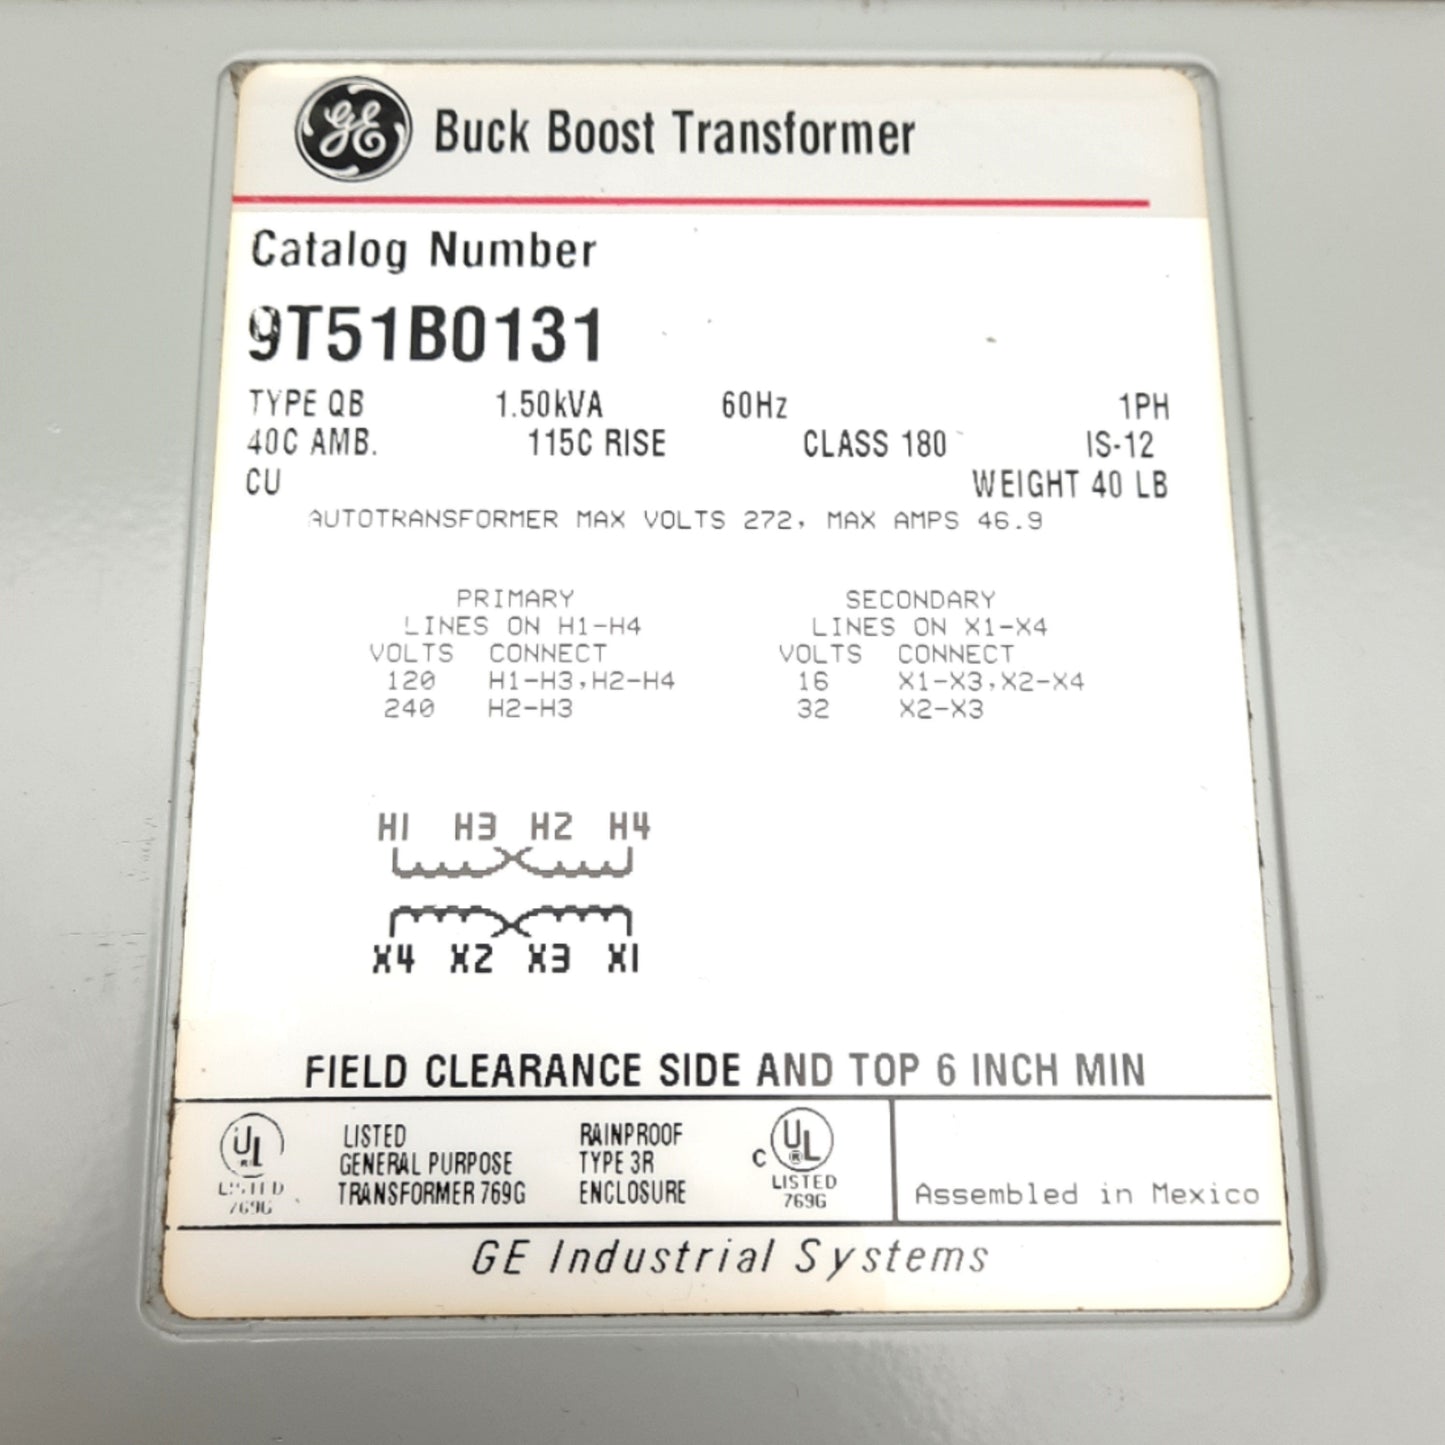 GE Buck Boost Transformer
Catalog Number
9T51B0131
TYPE QB 1.50kVA 60Hz 1PH
40C AMB. 115C RISE CLASS 180 IS-12
CU WEIGHT 40 LB
AUTOTRANSFORMER MAX VOLTS 272, MAX AMPS 46.9
PRIMARY SECONDARY
LINES ON H1-H4 LINES ON X1-X4
VOLTS CONNECT VOLTS CONNECT
120 H1-H3,H2-H4 16 X1-X3,X2-X4
240 H2-H3 32 X2-X3
H1 H3 H2 H4
X4 X2 X3 X1
FIELD CLEARANCE SIDE AND TOP 6 INCH MIN
UL ®
LISTED
769G
LISTED
GENERAL PURPOSE
TRANSFORMER 769G
RAINPROOF
TYPE 3R
ENCLOSURE
C UL ®
LISTED
769G
Assembled in Mexico
GE Industrial Systems